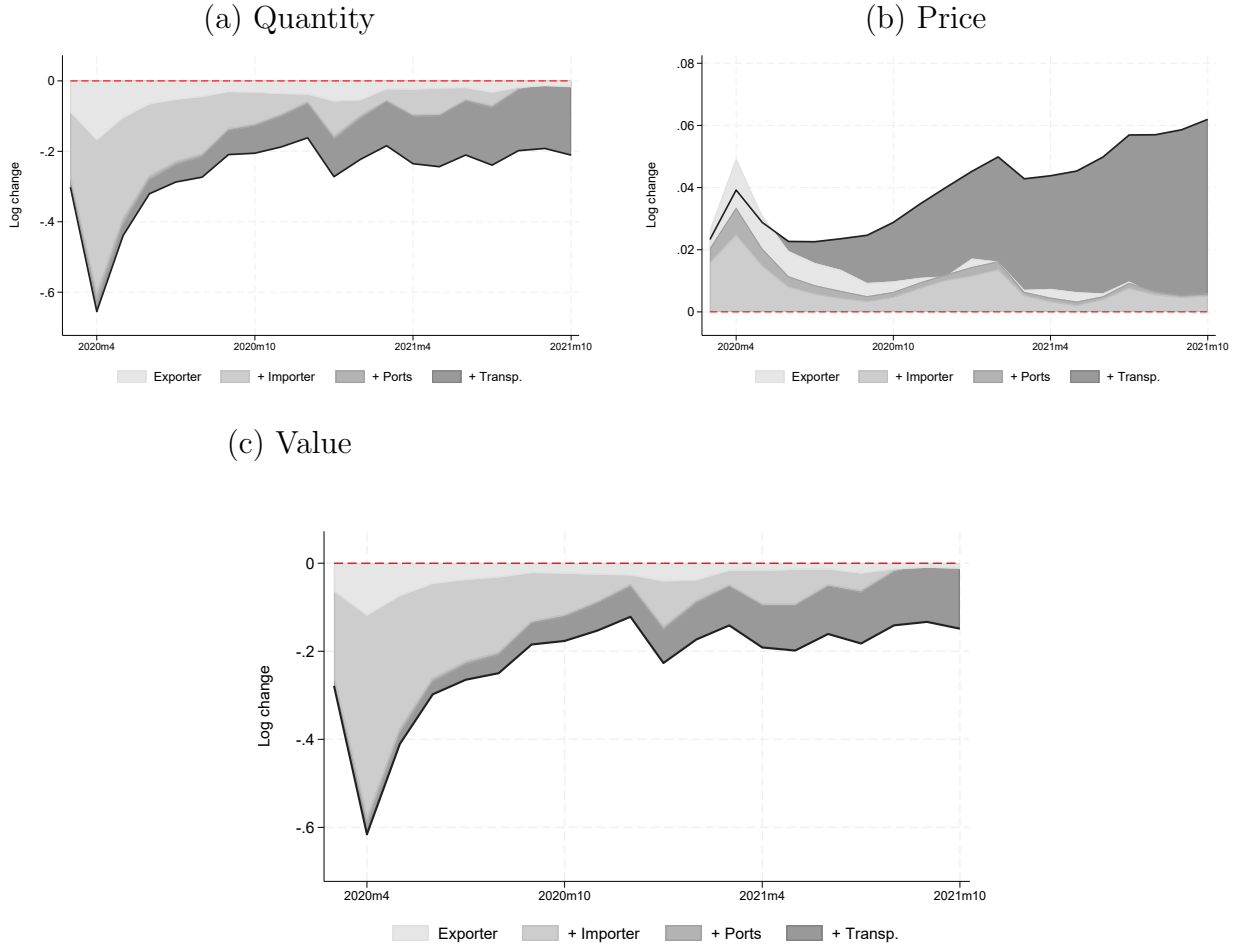 (a) Quantity
(b) Price
Log change
0
-.2
-.4
-.6
2020m4
2020m10
2021m4
2021m10
Exporter
+ Importer
+ Ports
+ Transp.
Log change
.08
.06
.04
.02
0
2020m4
2020m10
2021m4
2021m10
Exporter
+ Importer
+ Ports
+ Transp.
(c) Value
Log change
0
-.2
-.4
-.6
2020m4
2020m10
2021m4
2021m10
Exporter
+ Importer
+ Ports
+ Transp.